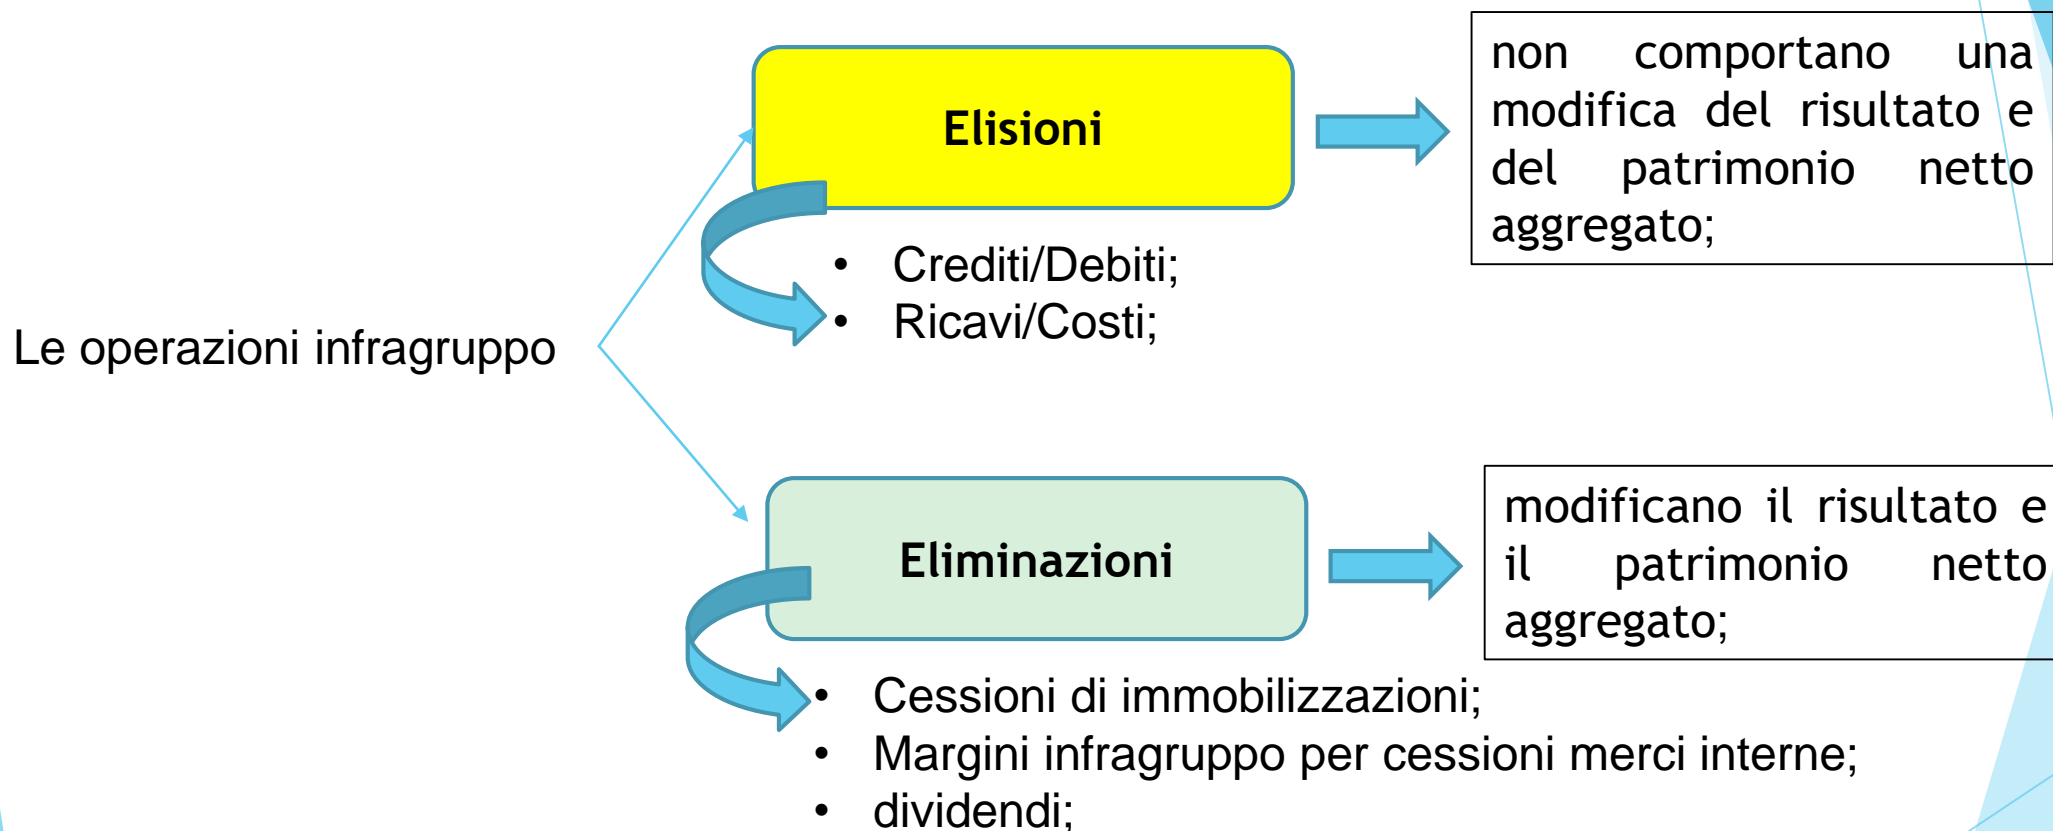 Le operazioni infragruppo
Elisioni
non comportano una
modifica del risultato e
del patrimonio netto
aggregato;
• Crediti/Debiti;
• Ricavi/Costi;
Eliminazioni
modificano il risultato e
il patrimonio netto
aggregato;
• Cessioni di immobilizzazioni;
• Margini infragruppo per cessioni merci interne;
• dividendi;